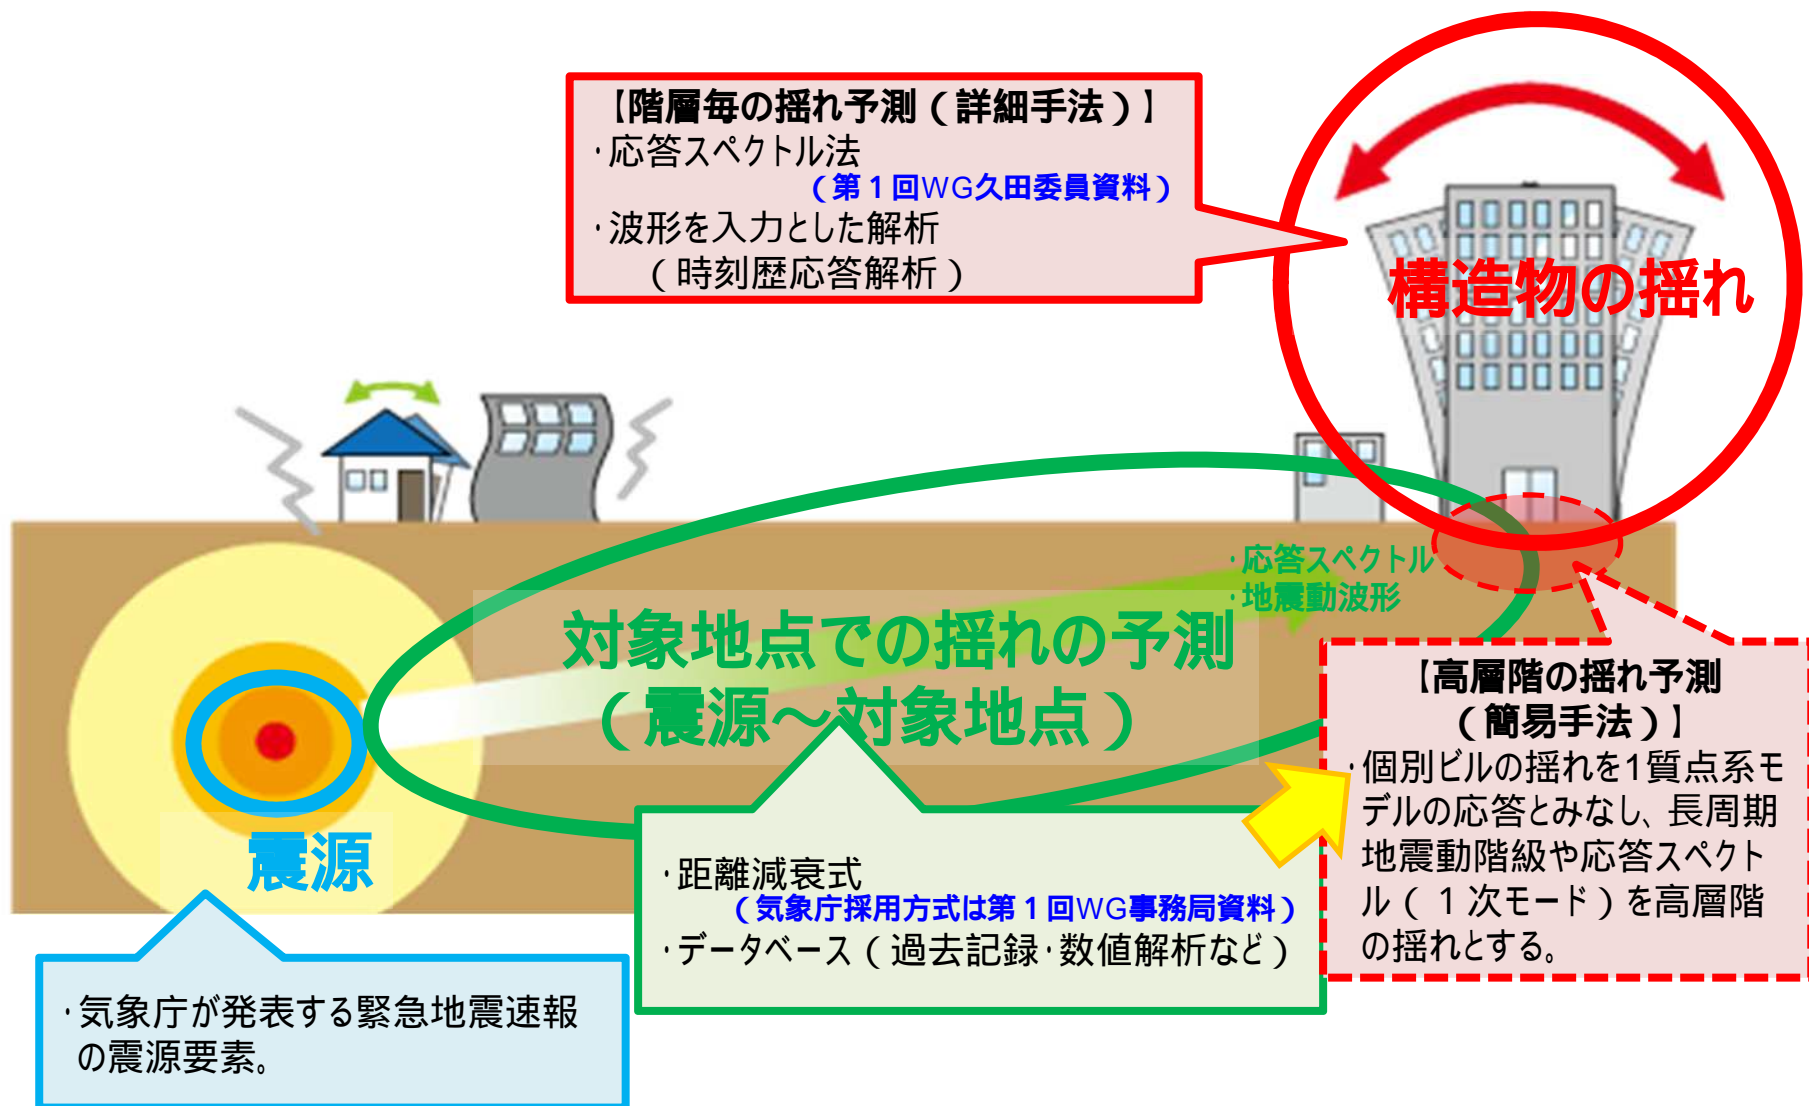 【階層毎の揺れ予測（詳細手法）】
・応答スペクトル法
（第１回WG久田委員資料）
・波形を入力とした解析
（時刻歴応答解析）
構造物の揺れ
・応答スペクトル
・地震動波形
対象地点での揺れの予測
（震源～対象地点）
【高層階の揺れ予測
（簡易手法）】
・個別ビルの揺れを1質点系モ
デルの応答とみなし、長周期
地震動階級や応答スペクト
ル（１次モード）を高層階
の揺れとする。
震源
・距離減衰式
（気象庁採用方式は第１回WG事務局資料）
・データベース（過去記録・数値解析など）
・気象庁が発表する緊急地震速報
の震源要素。